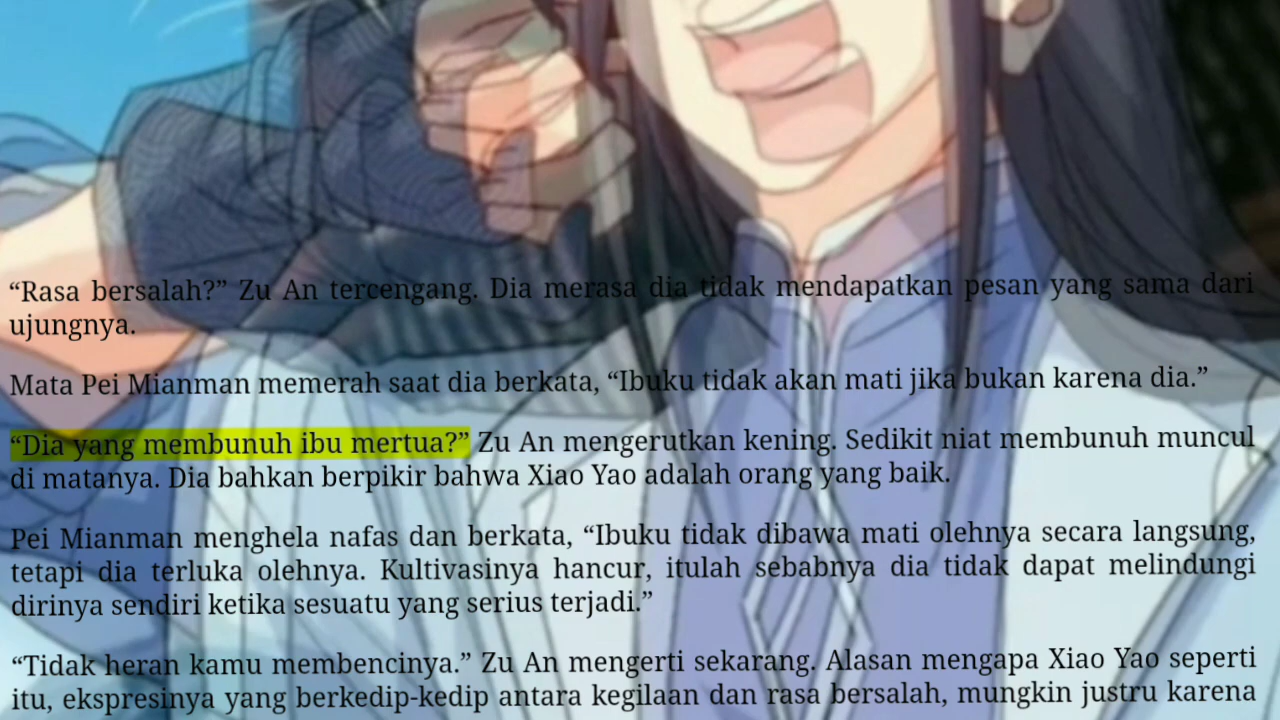 “Rasa bersalah?” Zu An tercengang. Dia merasa dia tidak mendapatkan pesan yang sama dari
ujungnya.
Mata Pei Mianman memerah saat dia berkata, “Ibuku tidak akan mati jika bukan karena dia.”
“Dia yang membunuh ibu mertua?” Zu An mengerutkan kening. Sedikit niat membunuh muncul
di matanya. Dia bahkan berpikir bahwa Xiao Yao adalah orang yang baik.
Pei Mianman menghela nafas dan berkata, “Ibuku tidak dibawa mati olehnya secara langsung,
tetapi dia terluka olehnya. Kultivasinya hancur, itulah sebabnya dia tidak dapat melindungi
dirinya sendiri ketika sesuatu yang serius terjadi.”
“Tidak heran kamu membencinya.” Zu An mengerti sekarang. Alasan mengapa Xiao Yao seperti
itu, ekspresinya yang berkedip-kedip antara kegilaan dan rasa bersalah, mungkin justru karena